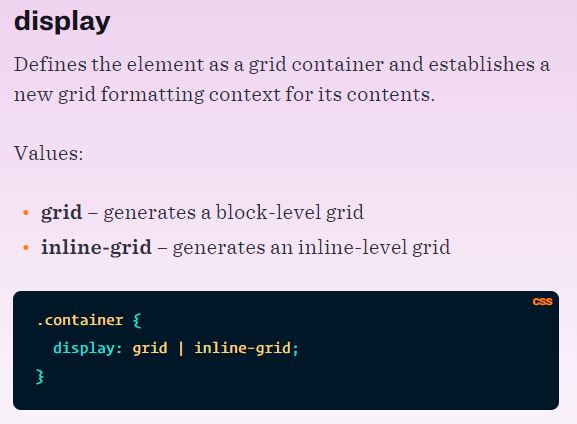 display
Defines the element as a grid container and establishes a
new grid formatting context for its contents.
Values:
• grid – generates a block-level grid
• inline-grid – generates an inline-level grid
css
.container {
  display: grid | inline-grid;
}